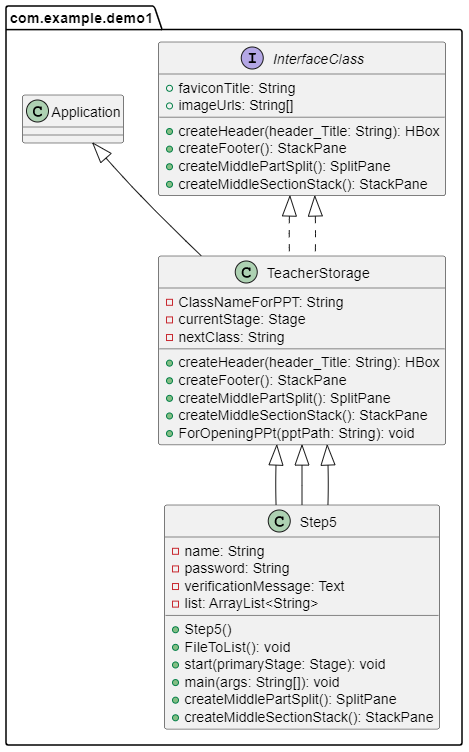 com.example.demo1
I InterfaceClass
faviconTitle: String
imageUrls: String[]
createHeader(header_Title: String): HBox
createFooter(): StackPane
createMiddlePartSplit(): SplitPane
createMiddleSectionStack(): StackPane
C Application
C TeacherStorage
ClassNameForPPT: String
currentStage: Stage
nextClass: String
createHeader(header_Title: String): HBox
createFooter(): StackPane
createMiddlePartSplit(): SplitPane
createMiddleSectionStack(): StackPane
ForOpeningPPt(pptPath: String): void
C Step5
name: String
password: String
verificationMessage: Text
list: ArrayList<String>
Step5()
FileToList(): void
start(primaryStage: Stage): void
main(args: String[]): void
createMiddlePartSplit(): SplitPane
createMiddleSectionStack(): StackPane